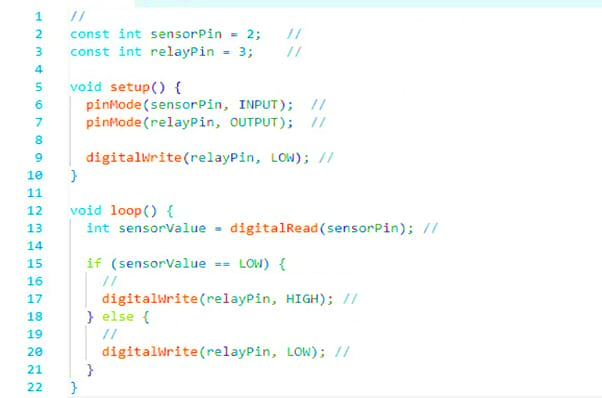 1 //
2 const int sensorPin = 2; //
3 const int relayPin = 3; //
4
5 void setup() {
6 pinMode(sensorPin, INPUT); //
7 pinMode(relayPin, OUTPUT); //
8
9 digitalWrite(relayPin, LOW); //
10 }
11
12 void loop() {
13 int sensorValue = digitalRead(sensorPin); //
14
15 if (sensorValue == LOW) {
16 //
17 digitalWrite(relayPin, HIGH); //
18 } else {
19 //
20 digitalWrite(relayPin, LOW); //
21 }
22 }